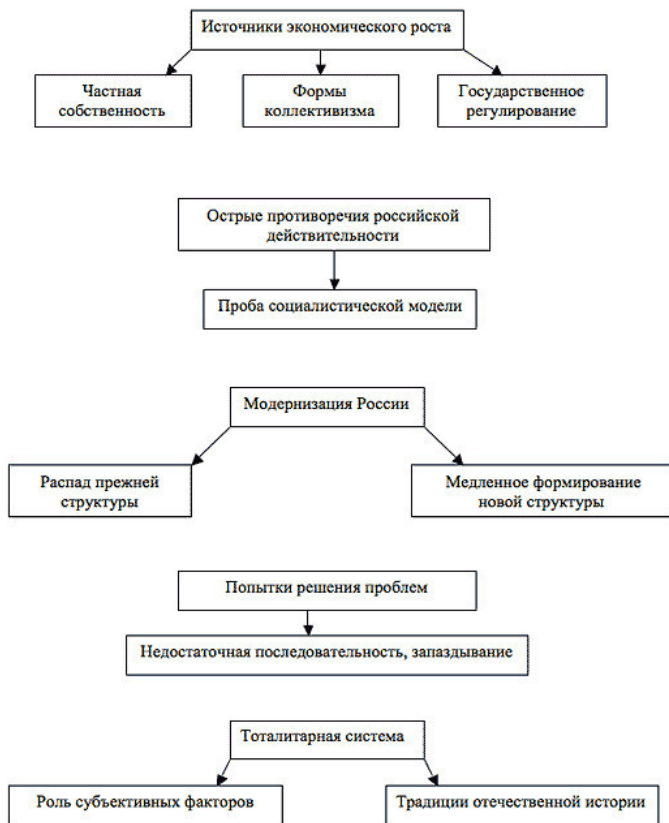 Источники экономического роста
Частная
собственность
Формы
коллективизма
Государственное
регулирование
Острые противоречия российской
действительности
Проба социалистической модели
Модернизация России
Распад прежней
структуры
Медленное формирование
новой структуры
Попытки решения проблем
Недостаточная последовательность, запаздывание
Тоталитарная система
Роль субъективных факторов
Традиции отечественной истории